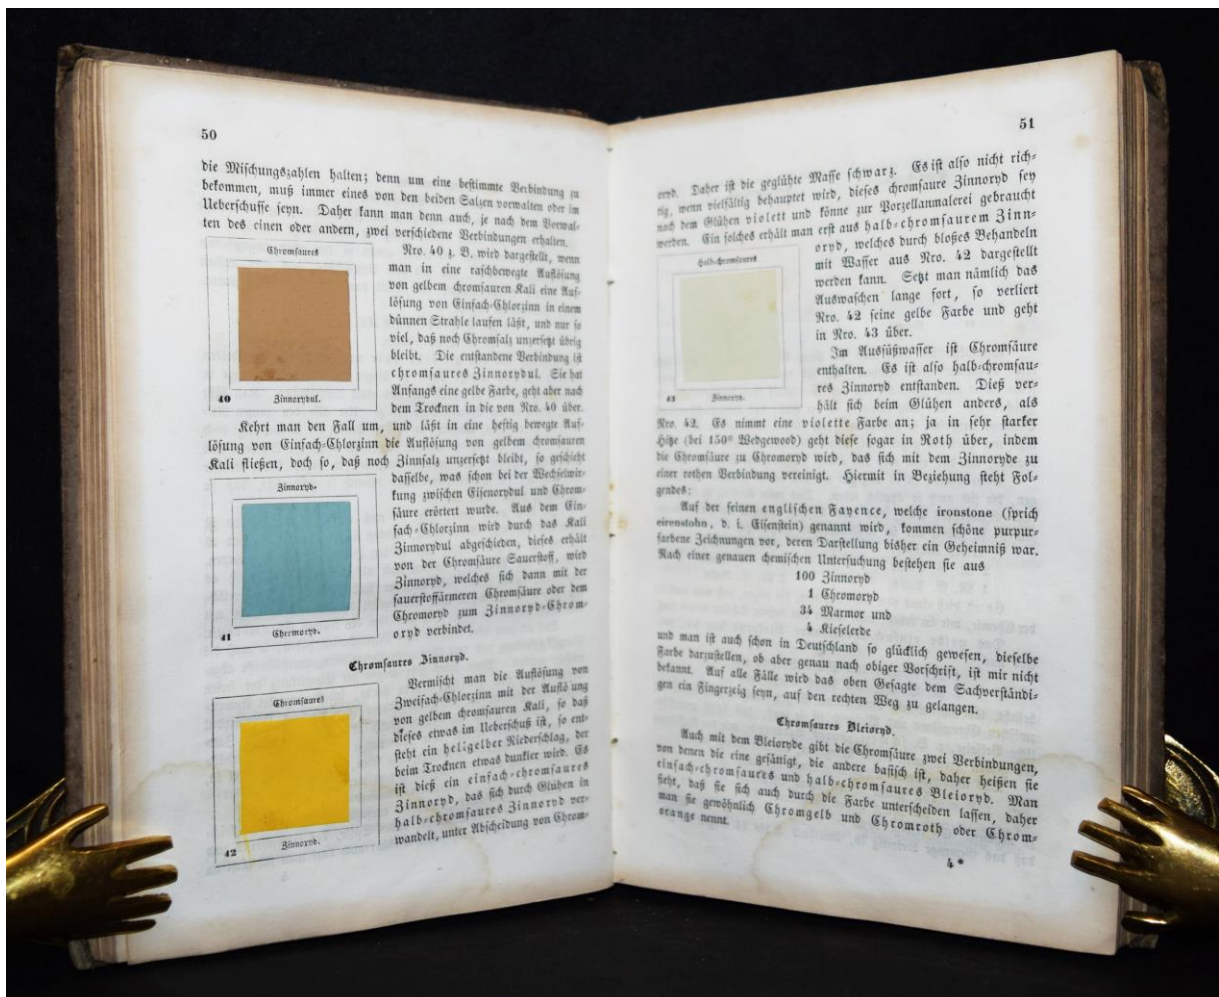 50
die Mischungszahlen halten; denn um eine bestimmte Verbindung zu
bekommen, muß immer eines von den beiden Salzen vorwalten oder im
Ueberschusse seyn. Daher kann man denn auch, je nach dem Vorwal-
ten des einen oder andern, zwei verschiedene Verbindungen erhalten.
Chromsaures
40
Zinnoxydul.
Nro. 40 z. B. wird dargestellt, wenn
man in eine raschbewegte Auflösung
von gelbem chromsauren Kali eine Auf-
lösung von Einfach-Chlorzinn in einem
dünnen Strahle laufen läßt, und nur so
viel, daß noch Chromsalz unzersetzt übrig
bleibt. Die entstandene Verbindung ist
chromsaures Zinnoxydul. Sie hat
Anfangs eine gelbe Farbe, geht aber nach
dem Trocknen in die von Nro. 40 über.
Kehrt man den Fall um, und läßt in eine heftig bewegte Auf-
lösung von Einfach-Chlorzinn die Auflösung von gelbem chromsauren
Kali fließen, doch so, daß noch Zinnsalz unzersetzt bleibt, so geschieht
Zinnoxyd-
41
Chromoxyd.
dasselbe, was schon bei der Wechselwir-
kung zwischen Eisenoxydul und Chrom-
säure erörtert wurde. Aus dem Ein-
fach-Chlorzinn wird durch das Kali
Zinnoxydul abgeschieden, dieses erhält
von der Chromsäure Sauerstoff, wird
Zinnoxyd, welches sich dann mit der
sauerstoffärmeren Chromsäure oder dem
Chromoxyd zum Zinnoxyd-Chrom-
oxyd verbindet.
Chromsaures Zinnoxyd.
Chromsaures
42
Zinnoxyd.
Vermischt man die Auflösung von
Zweifach-Chlorzinn mit der Auflö ung
von gelbem chromsauren Kali, so daß
dieses etwas im Ueberschuß ist, so ent-
steht ein hellgelber Niederschlag, der
beim Trocknen etwas dunkler wird. Es
ist dieß ein einfach-chromsaures
Zinnoxyd, das sich durch Glühen in
halb-chromsaures Zinnoxyd ver-
wandelt, unter Abscheidung von Chrom-
51
oxyd. Daher ist die geglühte Masse schwarz. Es ist also nicht rich-
tig, wenn vielfältig behauptet wird, dieses chromsaure Zinnoxyd sey
nach dem Glühen violett und könne zur Porzellanmalerei gebraucht
werden. Ein solches erhält man erst aus halb-chromsaurem Zinn-
Halb-chromsaures
43
Zinnoxyd.
oxyd, welches durch bloßes Behandeln
mit Wasser aus Nro. 42 dargestellt
werden kann. Setzt man nämlich das
Auswaschen lange fort, so verliert
Nro. 42 seine gelbe Farbe und geht
in Nro. 43 über.
Im Aussüßwasser ist Chromsäure
enthalten. Es ist also halb-chromsau-
res Zinnoxyd entstanden. Dieß ver-
hält sich beim Glühen anders, als
Nro. 42. Es nimmt eine violette Farbe an; ja in sehr starker
Hitze (bei 150° Wedgewood) geht diese sogar in Roth über, indem
die Chromsäure zu Chromoxyd wird, das sich mit dem Zinnoxyde zu
einer rothen Verbindung vereinigt. Hiermit in Beziehung steht Fol-
gendes:
Auf der feinen englischen Fayence, welche ironstone (sprich
eirenstohn, d. i. Eisenstein) genannt wird, kommen schöne purpur-
farbene Zeichnungen vor, deren Darstellung bisher ein Geheimniß war.
Nach einer genauen chemischen Untersuchung bestehen sie aus
100 Zinnoxyd
1 Chromoxyd
34 Marmor und
4 Kieselerde
und man ist auch schon in Deutschland so glücklich gewesen, dieselbe
Farbe darzustellen, ob aber genau nach obiger Vorschrift, ist mir nicht
bekannt. Auf alle Fälle wird das oben Gesagte dem Sachverständi-
gen ein Fingerzeig seyn, auf den rechten Weg zu gelangen.
Chromsaures Bleioxyd.
Auch mit dem Bleioxyde gibt die Chromsäure zwei Verbindungen,
von denen die eine gesättigt, die andere basisch ist, daher heißen sie
einfach-chromsaures und halb-chromsaures Bleioxyd. Man
sieht, daß sie sich auch durch die Farbe unterscheiden lassen, daher
man sie gewöhnlich Chromgelb und Chromroth oder Chrom-
orange nennt.
4*